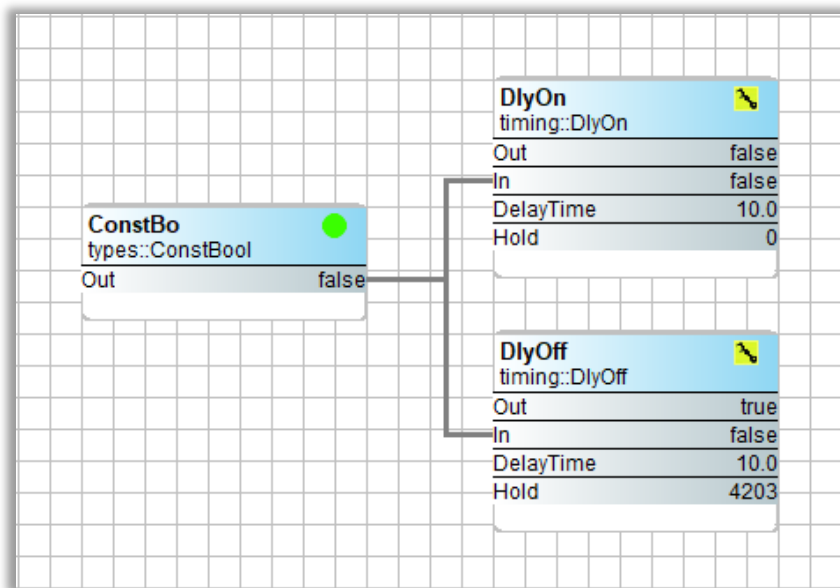 ConstBo
types::ConstBool
Out false
DlyOn
timing::DlyOn
Out false
In false
DelayTime 10.0
Hold 0
DlyOff
timing::DlyOff
Out true
In false
DelayTime 10.0
Hold 4203